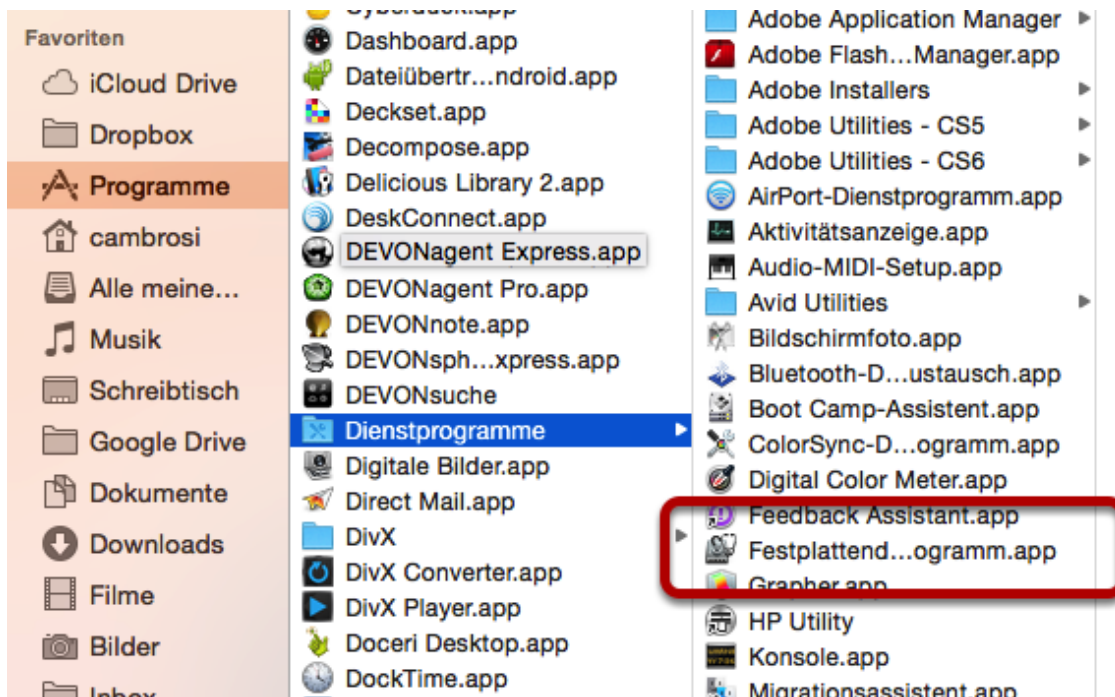 Favoriten
iCloud Drive
Dropbox
Programme
cambrosi
Alle meine...
Musik
Schreibtisch
Google Drive
Dokumente
Downloads
Filme
Bilder
Inbox
Cyberduck.app
Dashboard.app
Dateiübertr...ndroid.app
Deckset.app
Decompose.app
Delicious Library 2.app
DeskConnect.app
DEVONagent Express.app
DEVONagent Pro.app
DEVONnote.app
DEVONsph...xpress.app
DEVONsuche
Dienstprogramme
Digitale Bilder.app
Direct Mail.app
DivX
DivX Converter.app
DivX Player.app
Doceri Desktop.app
DockTime.app
Adobe Application Manager
Adobe Flash...Manager.app
Adobe Installers
Adobe Utilities - CS5
Adobe Utilities - CS6
AirPort-Dienstprogramm.app
Aktivitätsanzeige.app
Audio-MIDI-Setup.app
Avid Utilities
Bildschirmfoto.app
Bluetooth-D...ustausch.app
Boot Camp-Assistent.app
ColorSync-D...ogramm.app
Digital Color Meter.app
Feedback Assistant.app
Festplattend...ogramm.app
Grapher.app
HP Utility
Konsole.app
Migrationsassistent.app